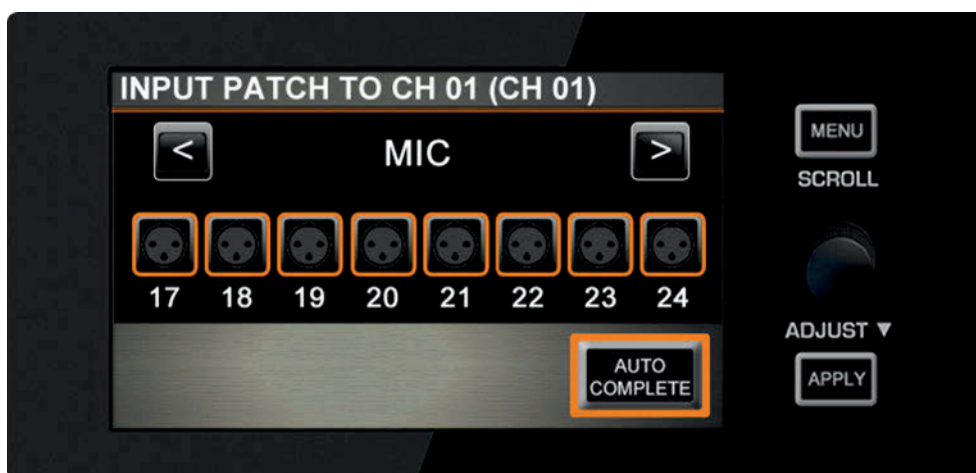 INPUT PATCH TO CH 01 (CH 01)
<
MIC
>
17 18 19 20 21 22 23 24
AUTO
COMPLETE
MENU
SCROLL
ADJUST ▼
APPLY